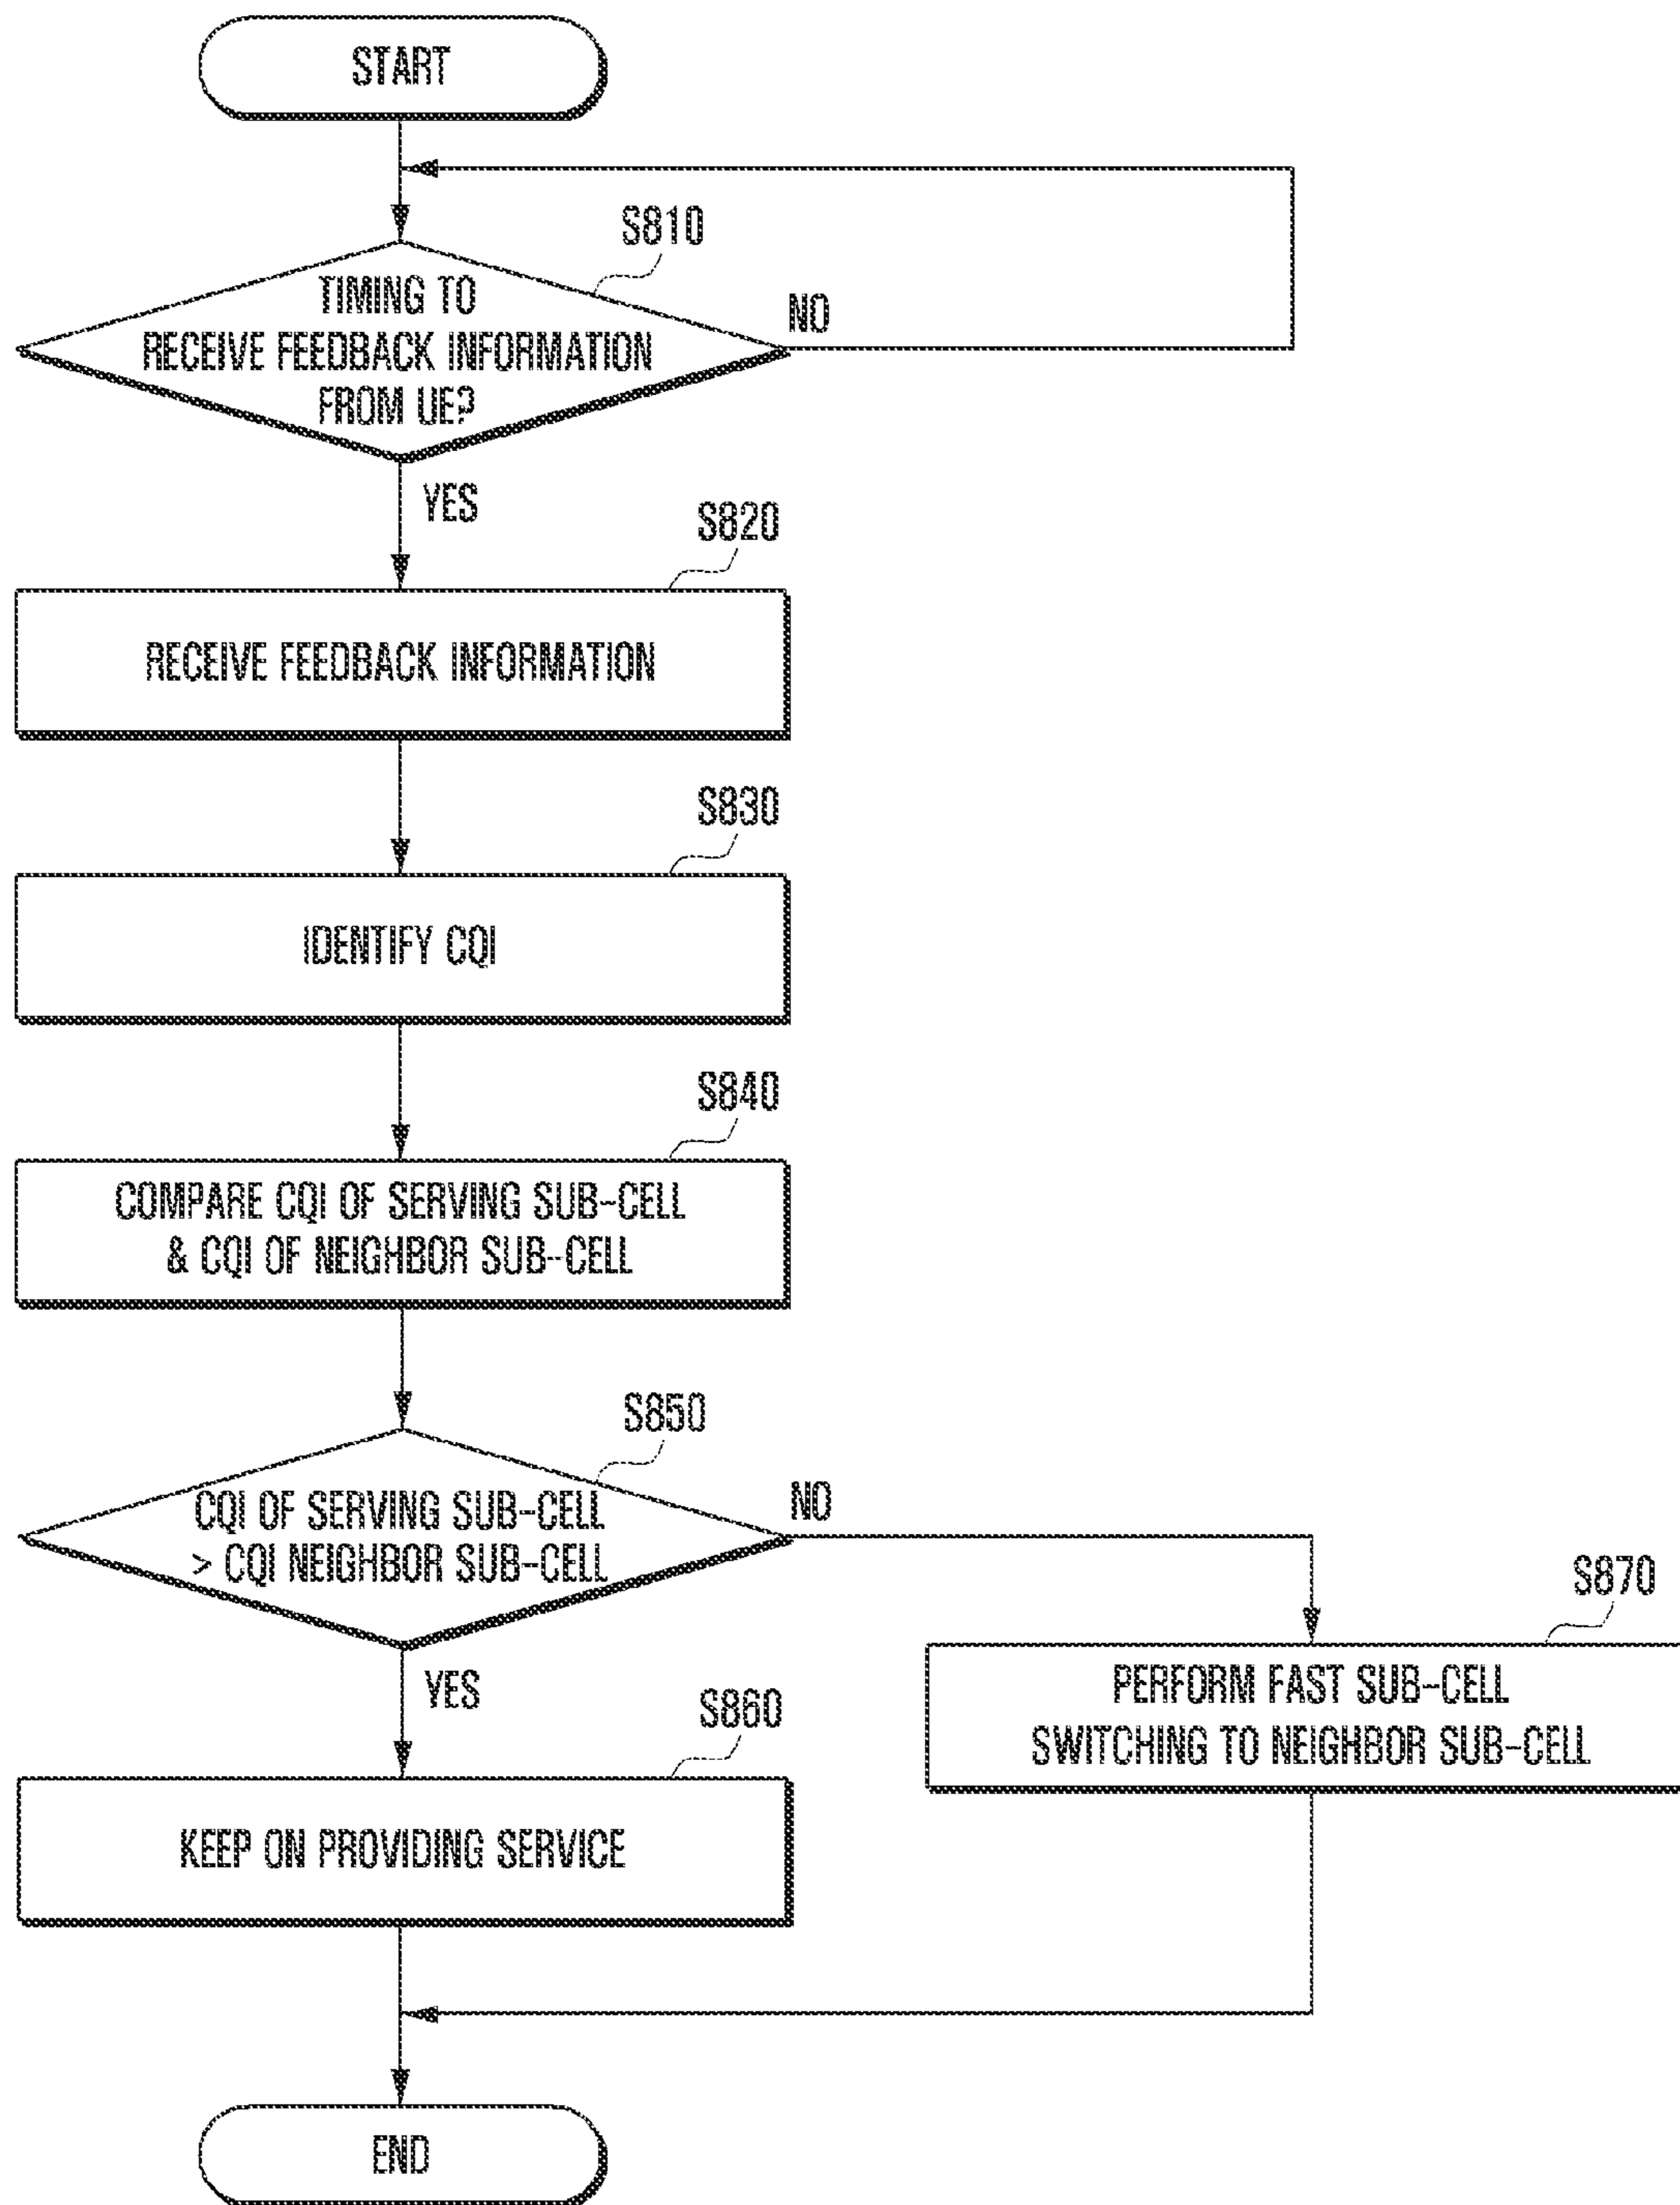 START
S810
TIMING TO
RECEIVE FEEDBACK INFORMATION
FROM UE?
NO
YES
S820
RECEIVE FEEDBACK INFORMATION
S830
IDENTIFY CQI
S840
COMPARE CQI OF SERVING SUB-CELL
& CQI OF NEIGHBOR SUB-CELL
S850
CQI OF SERVING SUB-CELL
> CQI NEIGHBOR SUB-CELL
NO
YES
S870
PERFORM FAST SUB-CELL
SWITCHING TO NEIGHBOR SUB-CELL
S860
KEEP ON PROVIDING SERVICE
END